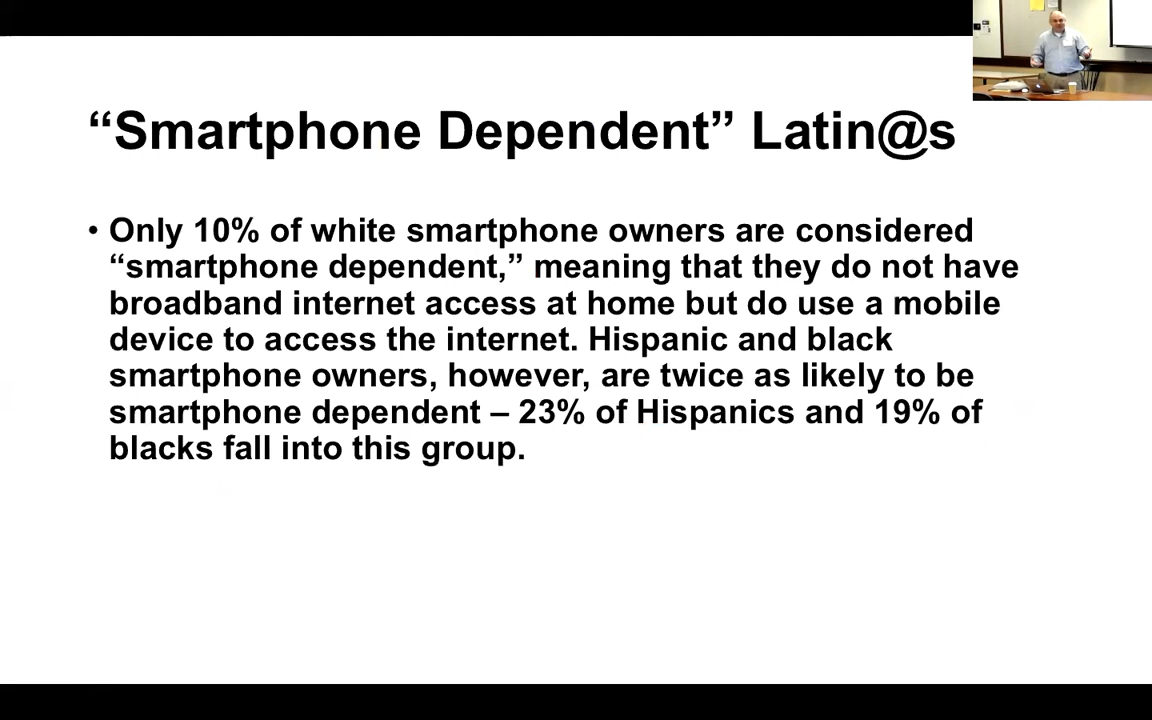 “Smartphone Dependent” Latin@s
• Only 10% of white smartphone owners are considered
“smartphone dependent,” meaning that they do not have
broadband internet access at home but do use a mobile
device to access the internet. Hispanic and black
smartphone owners, however, are twice as likely to be
smartphone dependent – 23% of Hispanics and 19% of
blacks fall into this group.